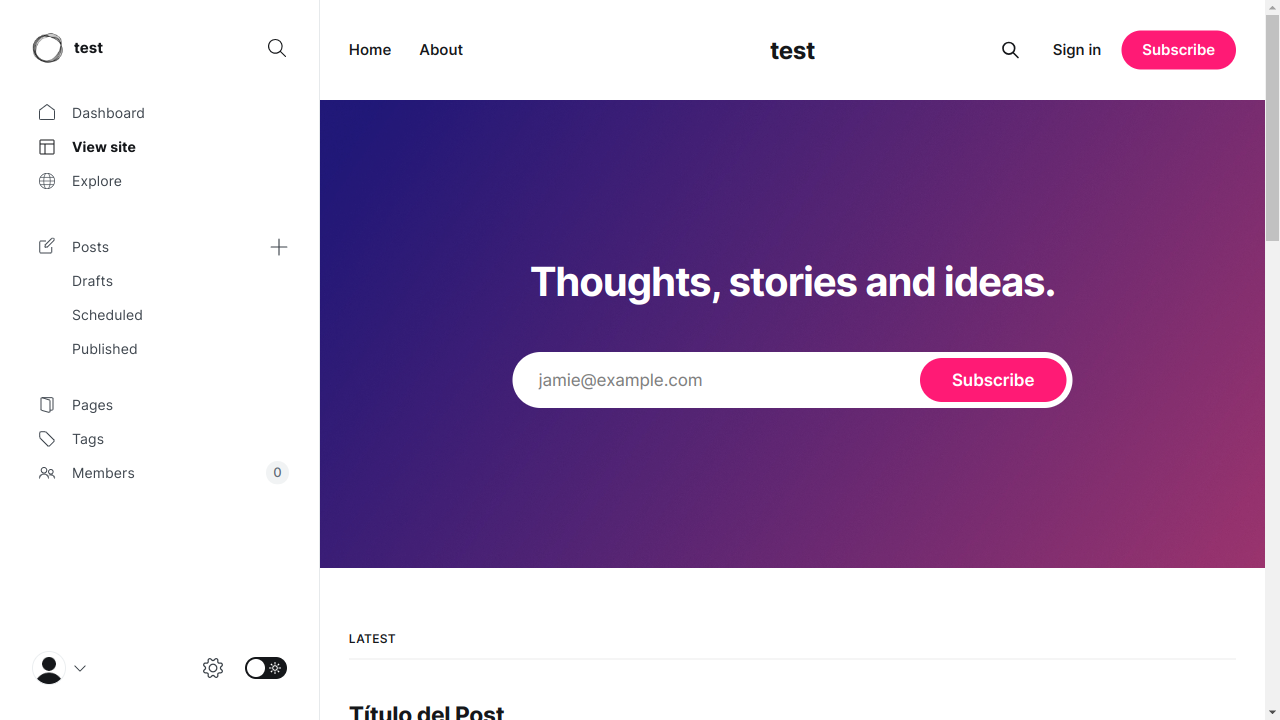 test
Dashboard
View site
Explore
Posts
Drafts
Scheduled
Published
Pages
Tags
Members 0
Home About test Sign in Subscribe
Thoughts, stories and ideas.
jamie@example.com Subscribe
LATEST
Título del Post